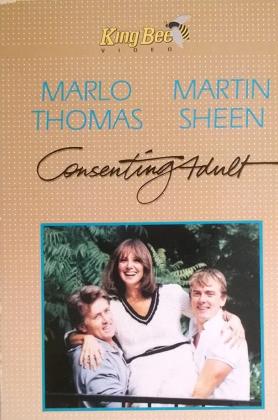 King Bee
VIDEO
MARLO MARTIN
THOMAS SHEEN
Consenting Adult